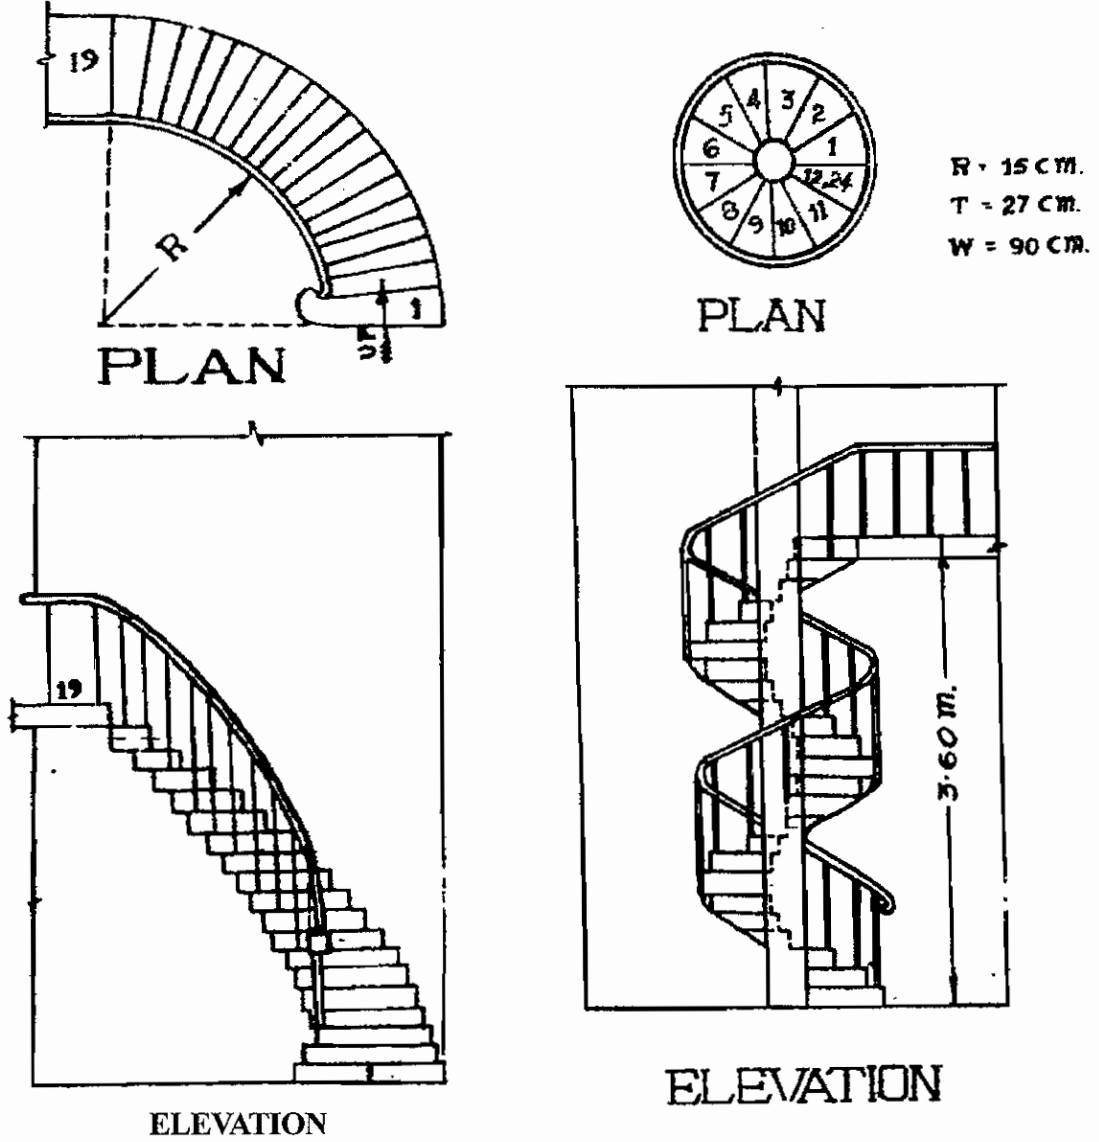 19
R
1
UP
PLAN
5 4 3 2
6 1
7 12,24
8 9 10 11
R = 15 CM.
T = 27 CM.
W = 90 CM.
PLAN
19
ELEVATION
3.60 M.
ELEVATION